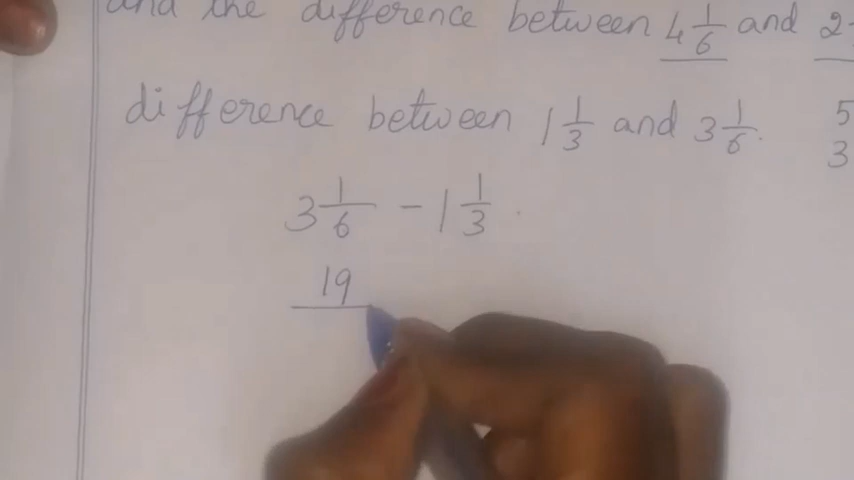 and the difference between 4 1/6 and 2
difference between 1 1/3 and 3 1/6.
5
3
3 1/6 - 1 1/3
19